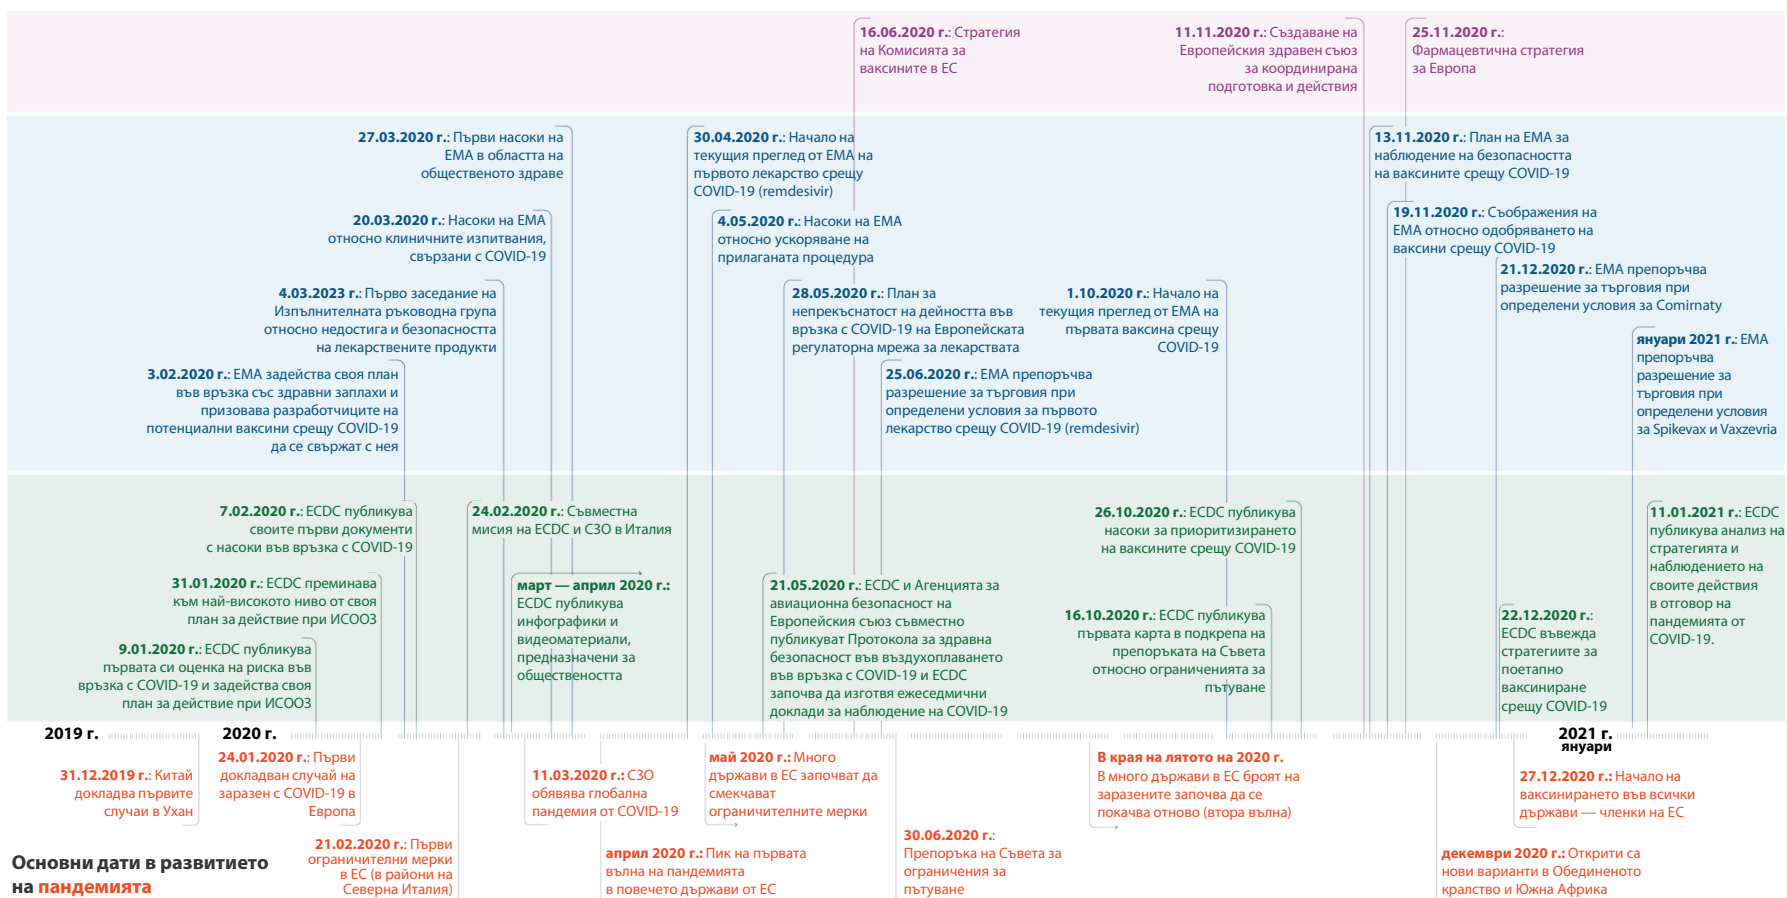 16.06.2020 г.: Стратегия
на Комисията за
ваксините в ЕС
11.11.2020 г.: Създаване на
Европейския здравен съюз
за координирана
подготовка и действия
25.11.2020 г.:
Фармацевтична стратегия
за Европа
27.03.2020 г.: Първи насоки на
ЕМА в областта на
общественото здраве
30.04.2020 г.: Начало на
текущия преглед от ЕМА на
първото лекарство срещу
COVID-19 (remdesivir)
13.11.2020 г.: План на ЕМА за
наблюдение на безопасността
на ваксините срещу COVID-19
20.03.2020 г.: Насоки на ЕМА
относно клиничните изпитвания,
свързани с COVID-19
4.05.2020 г.: Насоки на ЕМА
относно ускоряване на
прилаганата процедура
19.11.2020 г.: Съображения на
ЕМА относно одобряването на
ваксини срещу COVID-19
21.12.2020 г.: ЕМА препоръчва
разрешение за търговия при
определени условия за Comirnaty
4.03.2023 г.: Първо заседание на
Изпълнителната ръководна група
относно недостига и безопасността
на лекарствените продукти
28.05.2020 г.: План за
непрекъснатост на дейността във
връзка с COVID-19 на Европейската
регулаторна мрежа за лекарствата
1.10.2020 г.: Начало на
текущия преглед от ЕМА на
първата ваксина срещу
COVID-19
януари 2021 г.: ЕМА
препоръчва
разрешение за
търговия при
определени условия
за Spikevax и Vaxzevria
3.02.2020 г.: ЕМА задейства своя план
във връзка със здравни заплахи и
призовава разработчиците на
потенциални ваксини срещу COVID-19
да се свържат с нея
25.06.2020 г.: ЕМА препоръчва
разрешение за търговия при
определени условия за първото
лекарство срещу COVID-19 (remdesivir)
7.02.2020 г.: ECDC публикува
своите първи документи
с насоки във връзка с COVID-19
24.02.2020 г.: Съвместна
мисия на ECDC и СЗО в Италия
26.10.2020 г.: ECDC публикува
насоки за приоритизирането
на ваксините срещу COVID-19
11.01.2021 г.: ECDC
публикува анализ на
стратегията и
наблюдението на
своите действия
в отговор на
пандемията от
COVID-19.
31.01.2020 г.: ECDC преминава
към най-високото ниво от своя
план за действие при ИСООЗ
март — април 2020 г.:
ECDC публикува
инфографики и
видеоматериали,
предназначени за
обществеността
21.05.2020 г.: ECDC и Агенцията за
авиационна безопасност на
Европейския съюз съвместно
публикуват Протокола за здравна
безопасност във въздухоплаването
във връзка с COVID-19 и ECDC
започва да изготвя ежеседмични
доклади за наблюдение на COVID-19
16.10.2020 г.: ECDC публикува
първата карта в подкрепа на
препоръката на Съвета
относно ограниченията за
пътуване
22.12.2020 г.:
ECDC въвежда
стратегиите за
поетапно
ваксиниране
срещу COVID-19
9.01.2020 г.: ECDC публикува
първата си оценка на риска във
връзка с COVID-19 и задейства своя
план за действие при ИСООЗ
2019 г.
2020 г.
2021 г.
януари
31.12.2019 г.: Китай
докладва първите
случаи в Ухан
24.01.2020 г.: Първи
докладван случай на
заразен с COVID-19 в
Европа
11.03.2020 г.: СЗО
обявява глобална
пандемия от COVID-19
май 2020 г.: Много
държави в ЕС започват да
смекчават
ограничителните мерки
В края на лятото на 2020 г.
В много държави в ЕС броят на
заразените започва да се
покачва отново (втора вълна)
27.12.2020 г.: Начало на
ваксинирането във всички
държави — членки на ЕС
21.02.2020 г.: Първи
ограничителни мерки
в ЕС (в райони на
Северна Италия)
април 2020 г.: Пик на първата
вълна на пандемията
в повечето държави от ЕС
30.06.2020 г.:
Препоръка на Съвета за
ограничения за
пътуване
декември 2020 г.: Открити са
нови варианти в Обединеното
кралство и Южна Африка
Основни дати в развитието
на пандемията